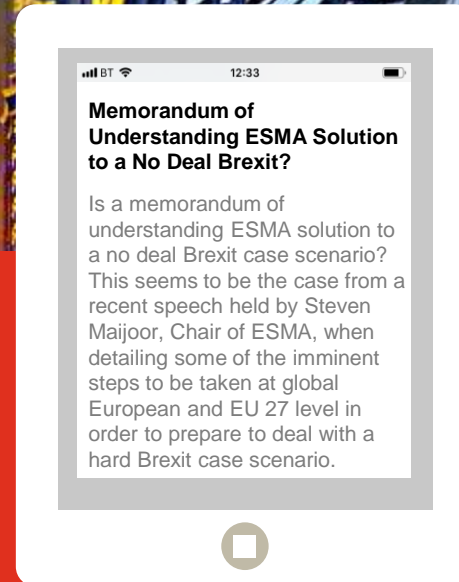 BT 12:33
Memorandum of
Understanding ESMA Solution
to a No Deal Brexit?
Is a memorandum of
understanding ESMA solution to
a no deal Brexit case scenario?
This seems to be the case from a
recent speech held by Steven
Maijoor, Chair of ESMA, when
detailing some of the imminent
steps to be taken at global
European and EU 27 level in
order to prepare to deal with a
hard Brexit case scenario.